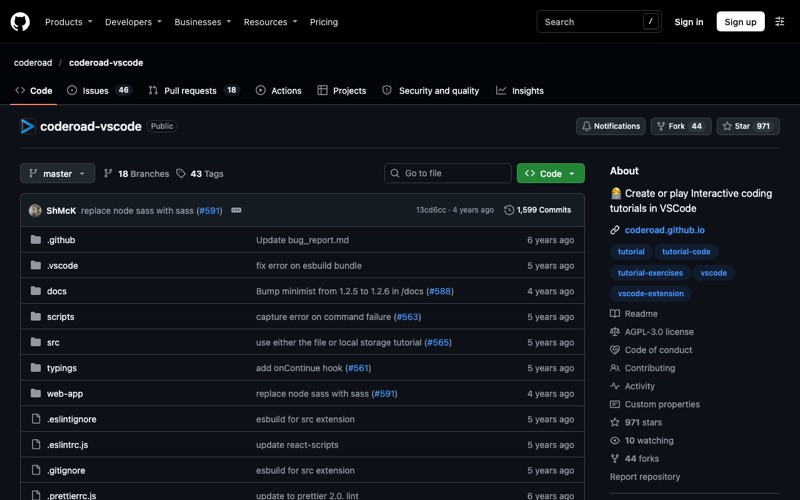 Products Developers Businesses Resources Pricing Search / Sign in Sign up
coderoad / coderoad-vscode
Code Issues 46 Pull requests 18 Actions Projects Security and quality Insights
coderoad-vscode Public Notifications Fork 44 Star 971
master 18 Branches 43 Tags Go to file Code
ShMcK replace node sass with sass (#591) 13cd6cc · 4 years ago 1,599 Commits
.github Update bug_report.md 6 years ago
.vscode fix error on esbuild bundle 5 years ago
docs Bump minimist from 1.2.5 to 1.2.6 in /docs (#588) 4 years ago
scripts capture error on command failure (#563) 5 years ago
src use either the file or local storage tutorial (#565) 5 years ago
typings add onContinue hook (#561) 5 years ago
web-app replace node sass with sass (#591) 4 years ago
.eslintignore esbuild for src extension 5 years ago
.eslintrc.js update react-scripts 5 years ago
.gitignore esbuild for src extension 5 years ago
.prettierrc.js update to prettier 2.0. lint 6 years ago
About
Create or play Interactive coding
tutorials in VSCode
coderoad.github.io
tutorial tutorial-code
tutorial-exercises vscode
vscode-extension
Readme
AGPL-3.0 license
Code of conduct
Contributing
Activity
Custom properties
971 stars
10 watching
44 forks
Report repository